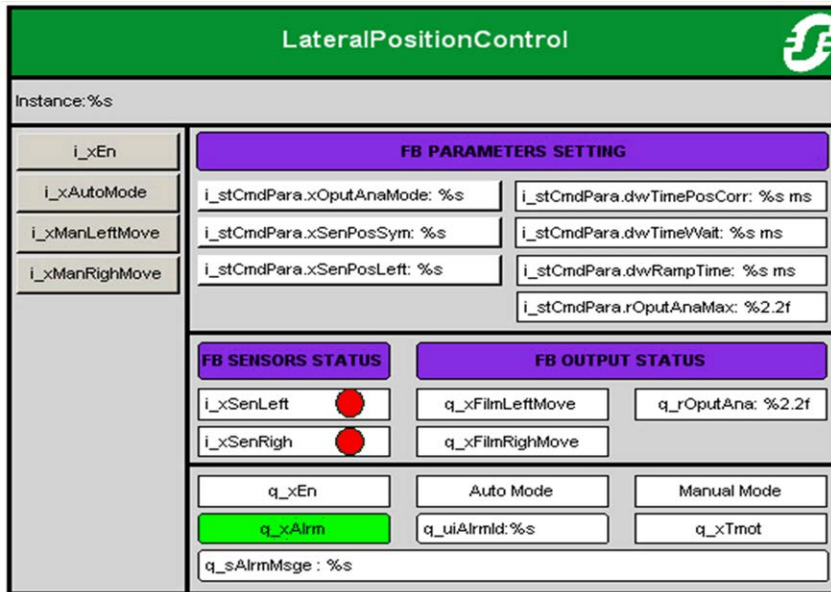 LateralPositionControl
Instance:%s
i_xEn
i_xAutoMode
i_xManLeftMove
i_xManRighMove
FB PARAMETERS SETTING
i_stCmdPara.xOputAnaMode: %s
i_stCmdPara.dwTimePosCorr: %s ms
i_stCmdPara.xSenPosSym: %s
i_stCmdPara.dwTimeWait: %s ms
i_stCmdPara.xSenPosLeft: %s
i_stCmdPara.dwRampTime: %s ms
i_stCmdPara.rOputAnaMax: %2.2f
FB SENSORS STATUS
FB OUTPUT STATUS
i_xSenLeft
q_xFilmLeftMove
q_rOputAna: %2.2f
i_xSenRigh
q_xFilmRighMove
q_xEn
Auto Mode
Manual Mode
q_xAlrm
q_uiAlrmId:%s
q_xTmot
q_sAlrmMsge : %s